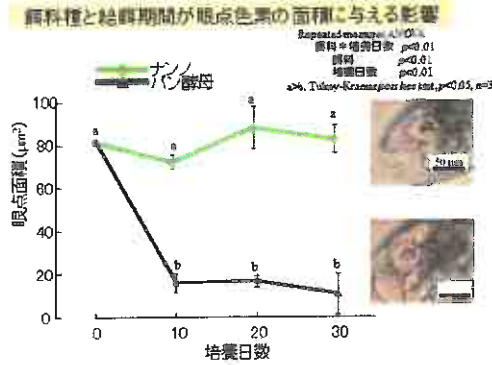 飼料種と給餌期間が眼点色素の面積に与える影響
Repeated-measures ANOVA
飼料*培養日数 p<0.01
飼料 p<0.01
培養日数 p<0.01
a>b, Tukey-Kramer post hoc test, p<0.05, n=3
ナンノ
パン酵母
眼点面積(μm²)
100
80
60
40
20
0
a
a
a
a
b
b
b
0
10
20
30
培養日数